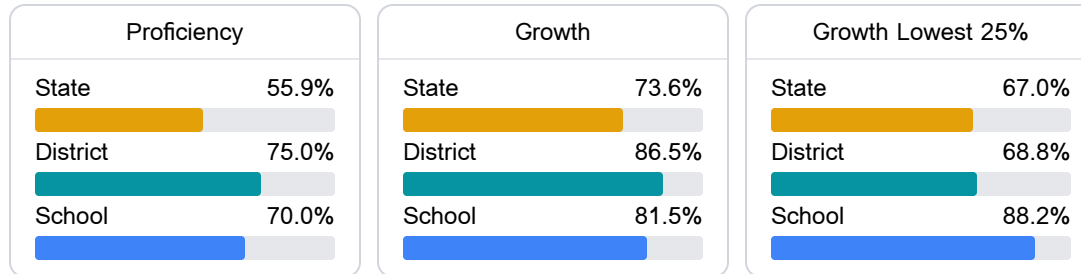 Proficiency
State 55.9%
District 75.0%
School 70.0%
Growth
State 73.6%
District 86.5%
School 81.5%
Growth Lowest 25%
State 67.0%
District 68.8%
School 88.2%